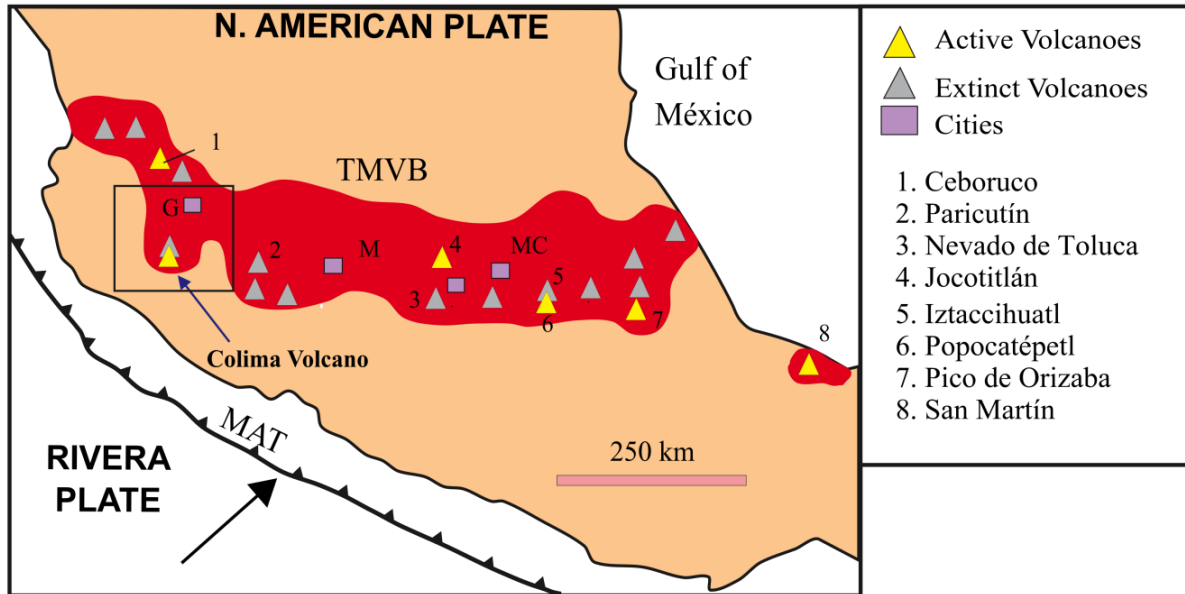 N. AMERICAN PLATE
Gulf of
México
TMVB
1
G
2
M
4
MC
3
5
6
7
8
Colima Volcano
MAT
RIVERA
PLATE
250 km
Active Volcanoes
Extinct Volcanoes
Cities
1. Ceboruco
2. Paricutín
3. Nevado de Toluca
4. Jocotitlán
5. Iztaccihuatl
6. Popocatépetl
7. Pico de Orizaba
8. San Martín